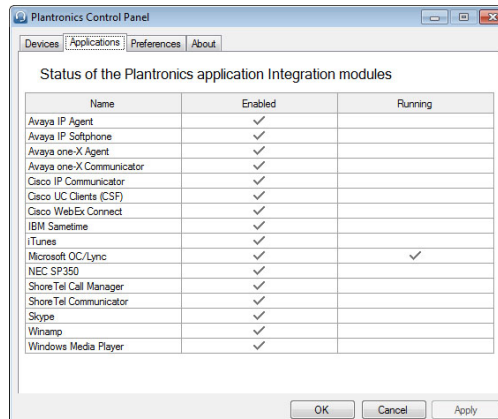 Plantronics Control Panel
Devices Applications Preferences About
Status of the Plantronics application Integration modules
Name Enabled Running
Avaya IP Agent
Avaya IP Softphone
Avaya one-X Agent
Avaya one-X Communicator
Cisco IP Communicator
Cisco UC Clients (CSF)
Cisco WebEx Connect
IBM Sametime
iTunes
Microsoft OC/Lync
NEC SP350
ShoreTel Call Manager
ShoreTel Communicator
Skype
Winamp
Windows Media Player
OK Cancel Apply